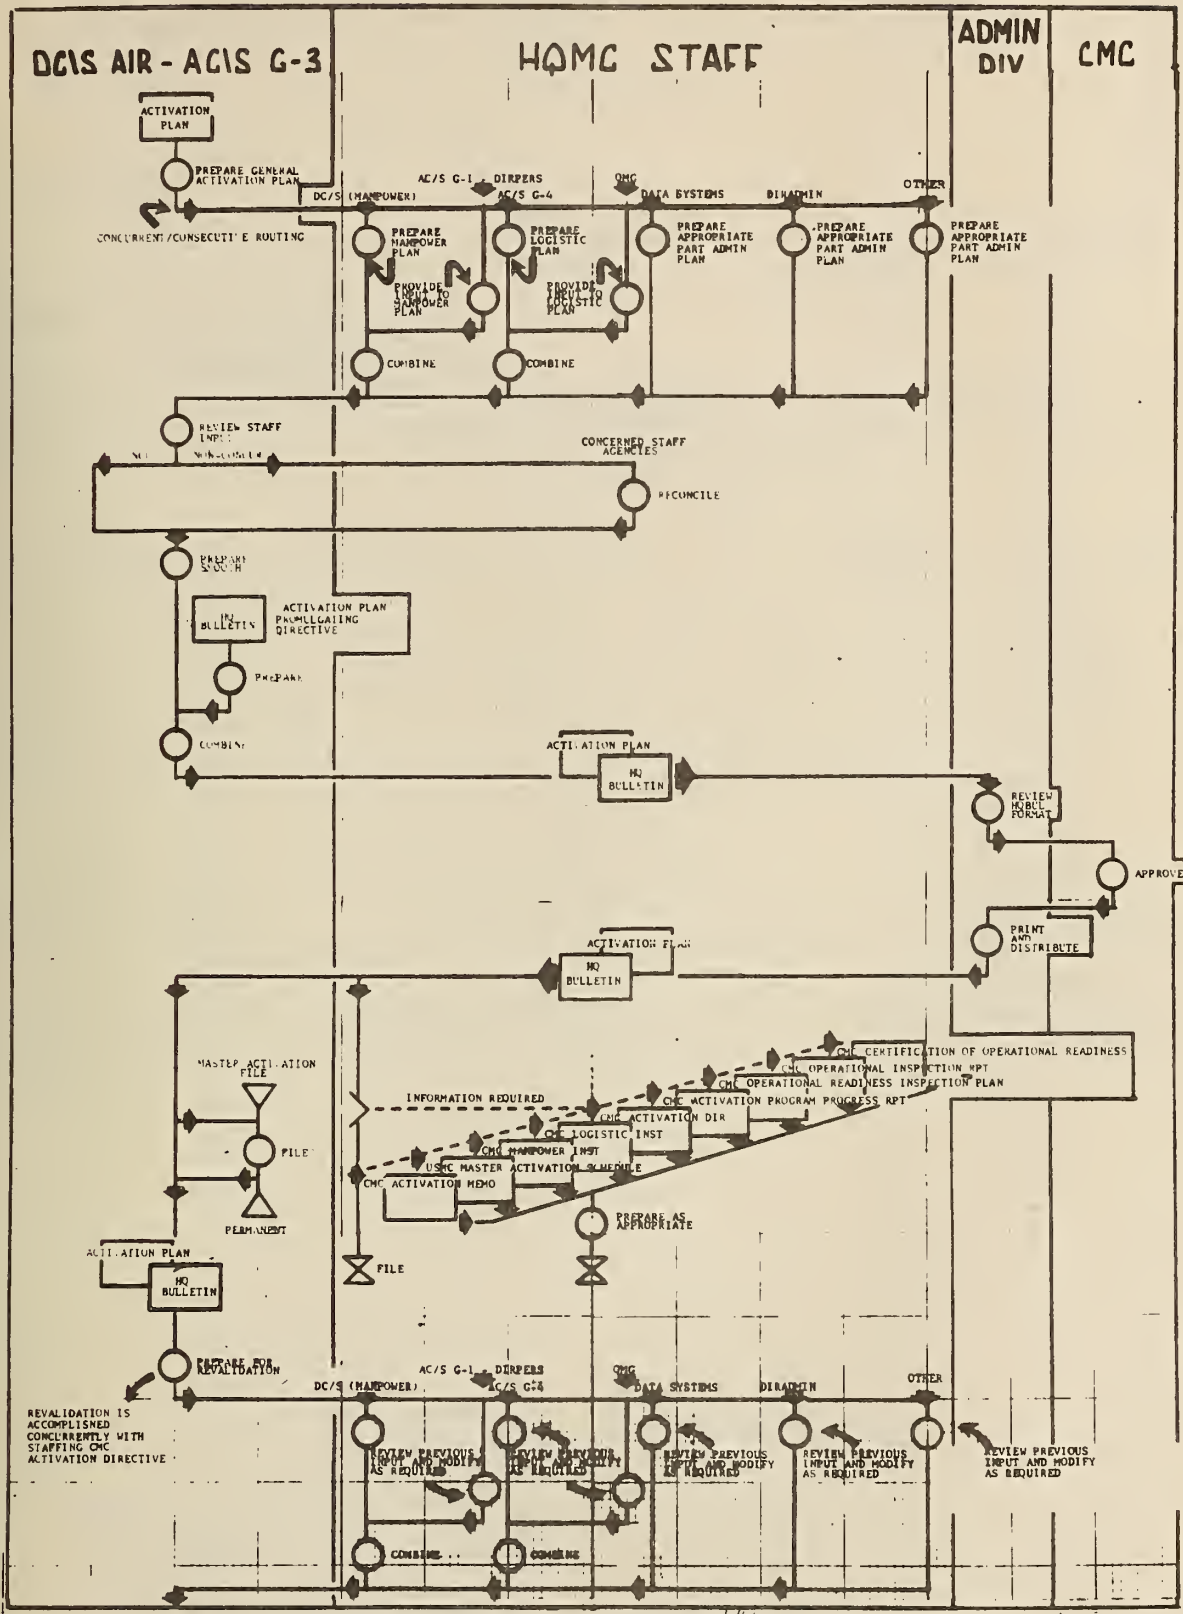 DC\S AIR - AC\S G-3
HQMC STAFF
ADMIN
DIV
CMC
ACTIVATION
PLAN
PREPARE GENERAL
ACTIVATION PLAN
CONCURRENT/CONSECUTIVE ROUTING
DC/S (MANPOWER)
AC/S G-1 - DIRPERS
AC/S G-4
QMG
DATA SYSTEMS
DIRADMIN
OTHER
PREPARE
MANPOWER
PLAN
PREPARE
LOGISTIC
PLAN
PREPARE
APPROPRIATE
PART ADMIN
PLAN
PREPARE
APPROPRIATE
PART ADMIN
PLAN
PREPARE
APPROPRIATE
PART ADMIN
PLAN
PROVIDE
INPUT TO
MANPOWER
PLAN
PROVIDE
INPUT TO
LOGISTIC
PLAN
COMBINE
COMBINE
REVIEW STAFF
INPUT
NON-CONCUR
CONCERNED STAFF
AGENCIES
RECONCILE
PREPARE
SMOOTH
HQ
BULLETIN
ACTIVATION PLAN
PROMULGATING
DIRECTIVE
PREPARE
COMBINE
ACTIVATION PLAN
HQ
BULLETIN
REVIEW
HQBUL
FORMAT
APPROVE
PRINT
AND
DISTRIBUTE
ACTIVATION PLAN
HQ
BULLETIN
MASTER ACTIVATION
FILE
FILE
PERMANENT
INFORMATION REQUIRED
CMC CERTIFICATION OF OPERATIONAL READINESS
CMC OPERATIONAL INSPECTION RPT
CMC OPERATIONAL READINESS INSPECTION PLAN
CMC ACTIVATION PROGRAM PROGRESS RPT
CMC ACTIVATION DIR
CMC LOGISTIC INST
CMC MANPOWER INST
USMC MASTER ACTIVATION SCHEDULE
CMC ACTIVATION MEMO
PREPARE AS
APPROPRIATE
FILE
ACTIVATION PLAN
HQ
BULLETIN
PREPARE FOR
REVALIDATION
REVALIDATION IS
ACCOMPLISHED
CONCURRENTLY WITH
STAFFING CMC
ACTIVATION DIRECTIVE
DC/S (MANPOWER)
AC/S G-1 - DIRPERS
AC/S G-4
QMG
DATA SYSTEMS
DIRADMIN
OTHER
REVIEW PREVIOUS
INPUT AND MODIFY
AS REQUIRED
REVIEW PREVIOUS
INPUT AND MODIFY
AS REQUIRED
REVIEW PREVIOUS
INPUT AND MODIFY
AS REQUIRED
REVIEW PREVIOUS
INPUT AND MODIFY
AS REQUIRED
REVIEW PREVIOUS
INPUT AND MODIFY
AS REQUIRED
COMBINE
COMBINE